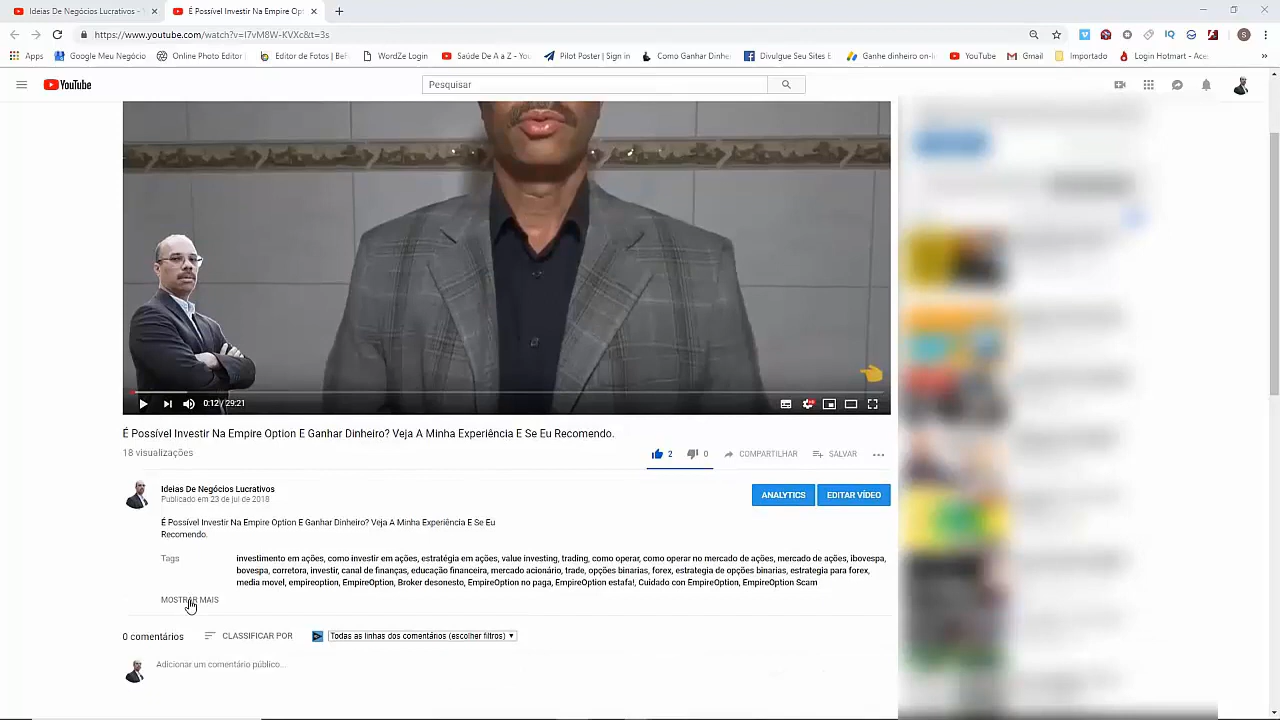 Ideias De Negócios Lucrativos - Y
É Possível Investir Na Empire Opt
https://www.youtube.com/watch?v=I7vM8W-KVXc&t=3s
S
Apps
Google Meu Negócio
Online Photo Editor |
Editor de Fotos | BeF
WordZe Login
Saúde De A a Z - You
Pilot Poster | Sign in
Como Ganhar Dinhe
Divulgue Seu Sites E
Ganhe dinheiro on-l
YouTube
Gmail
Importado
Login Hotmart - Aces
YouTube
Pesquisar
0:12 / 29:21
É Possível Investir Na Empire Option E Ganhar Dinheiro? Veja A Minha Experiência E Se Eu Recomendo.
18 visualizações
2
0
COMPARTILHAR
SALVAR
Ideias De Negócios Lucrativos
Publicado em 23 de jul de 2018
ANALYTICS
EDITAR VÍDEO
É Possível Investir Na Empire Option E Ganhar Dinheiro? Veja A Minha Experiência E Se Eu
Recomendo.
Tags
investimento em ações, como investir em ações, estratégia em ações, value investing, trading, como operar, como operar no mercado de ações, mercado de ações, ibovespa,
bovespa, corretora, investir, canal de finanças, educação financeira, mercado acionário, trade, opções binarias, forex, estrategia de opções binarias, estrategia para forex,
media movel, empireoption, EmpireOption, Broker desonesto, EmpireOption no paga, EmpireOption estafa!, Cuidado con EmpireOption, EmpireOption Scam
MOSTRAR MAIS
0 comentários
CLASSIFICAR POR
Todas as linhas dos comentários (escolher filtros)
Adicionar um comentário público...